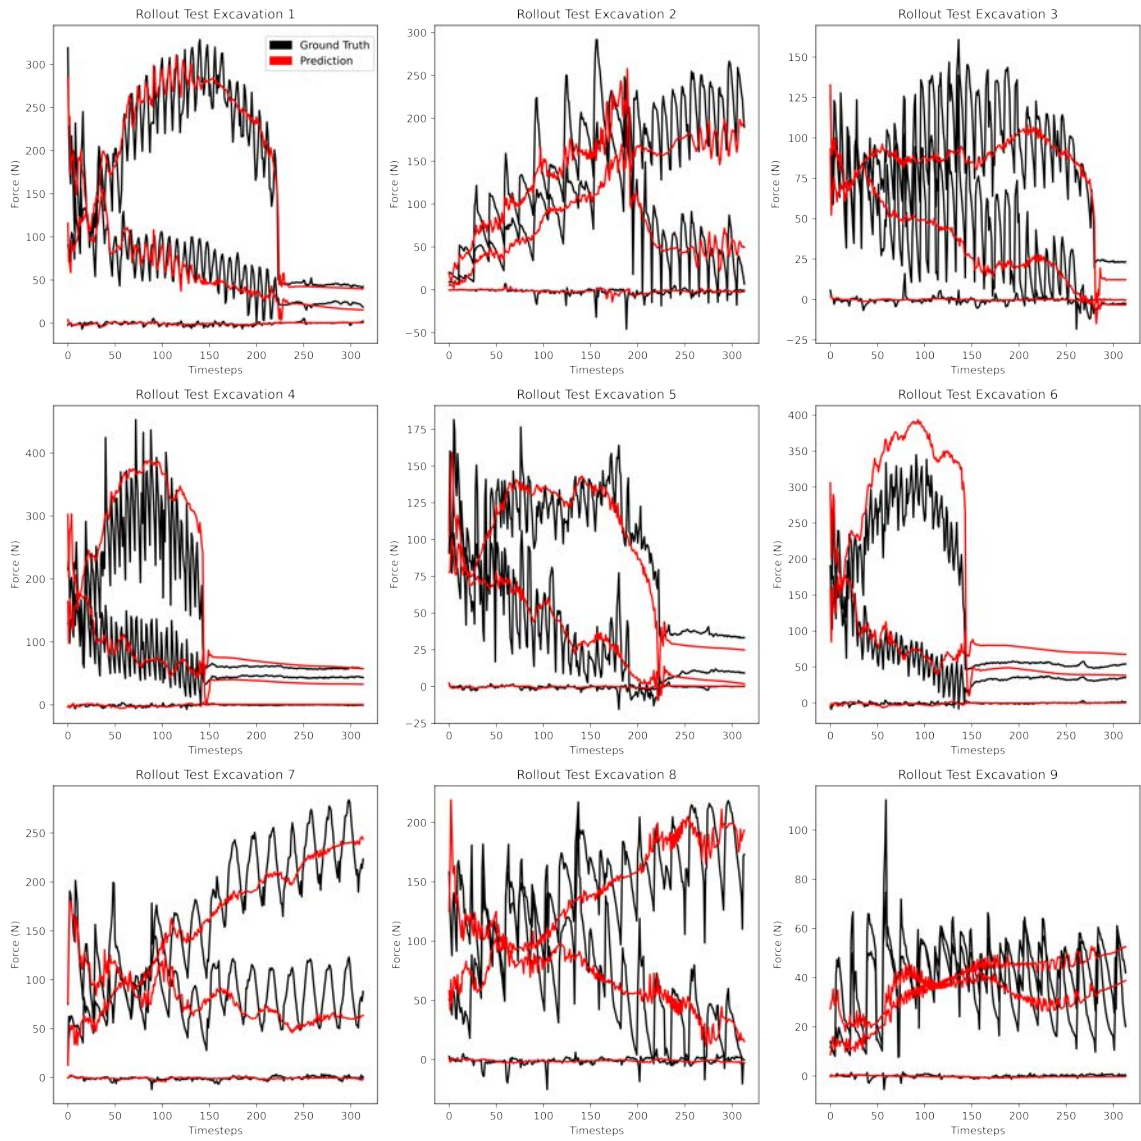 Rollout Test Excavation 1
Force (N)
300
250
200
150
100
50
0
0 50 100 150 200 250 300
Timesteps
Ground Truth
Prediction
Rollout Test Excavation 2
Force (N)
300
250
200
150
100
50
0
−50
0 50 100 150 200 250 300
Timesteps
Rollout Test Excavation 3
Force (N)
150
125
100
75
50
25
0
−25
0 50 100 150 200 250 300
Timesteps
Rollout Test Excavation 4
Force (N)
400
300
200
100
0
0 50 100 150 200 250 300
Timesteps
Rollout Test Excavation 5
Force (N)
175
150
125
100
75
50
25
0
−25
0 50 100 150 200 250 300
Timesteps
Rollout Test Excavation 6
Force (N)
400
350
300
250
200
150
100
50
0
0 50 100 150 200 250 300
Timesteps
Rollout Test Excavation 7
Force (N)
250
200
150
100
50
0
0 50 100 150 200 250 300
Timesteps
Rollout Test Excavation 8
Force (N)
200
150
100
50
0
0 50 100 150 200 250 300
Timesteps
Rollout Test Excavation 9
Force (N)
100
80
60
40
20
0
0 50 100 150 200 250 300
Timesteps